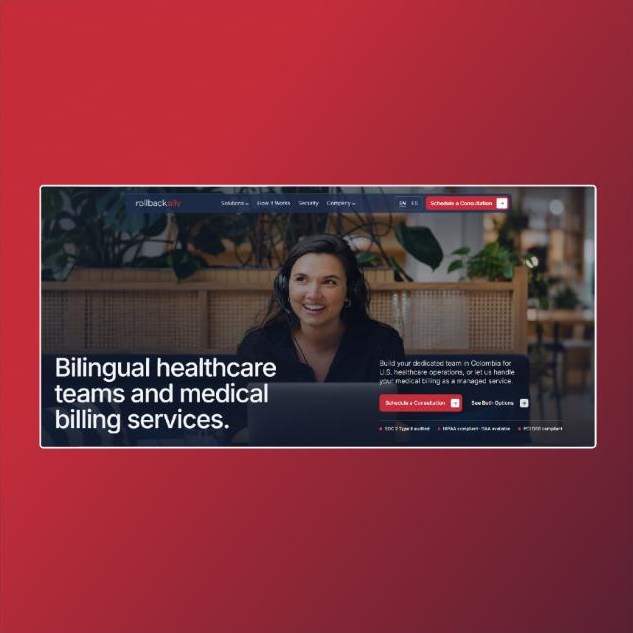 rollbackally
Solutions
How it Works
Security
Company
EN
ES
Schedule a Consultation
Bilingual healthcare
teams and medical
billing services.
Build your dedicated team in Colombia for
U.S. healthcare operations, or let us handle
your medical billing as a managed service.
Schedule a Consultation
See Both Options
SOC 2 Type II audited
HIPAA compliant · BAA available
PCI DSS compliant